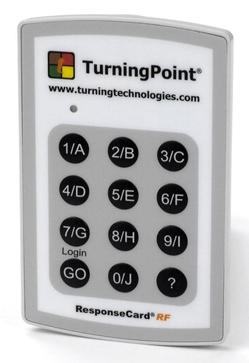 TurningPoint®
www.turningtechnologies.com
1/A 2/B 3/C
4/D 5/E 6/F
7/G 8/H 9/I
Login
GO 0/J ?
ResponseCard® RF